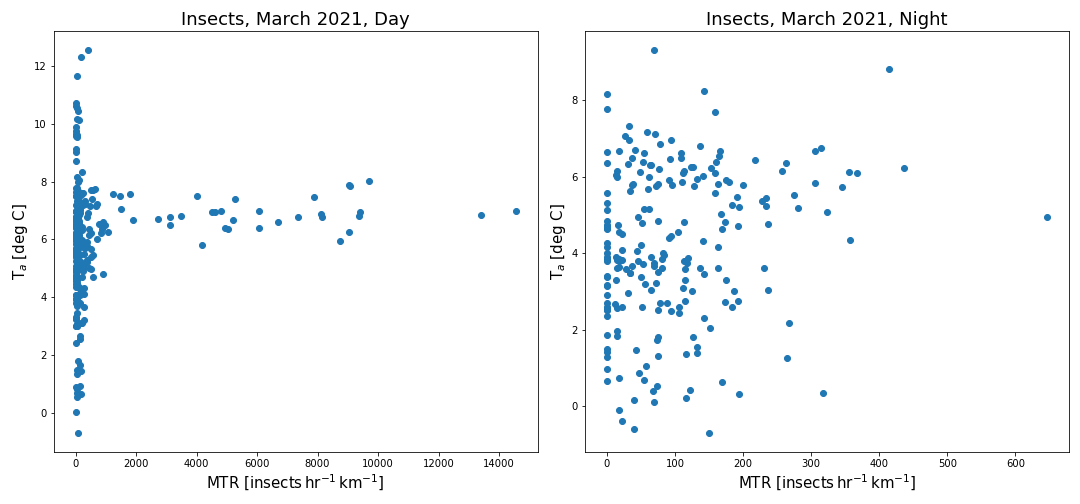 Insects, March 2021, Day
12
10
8
6
4
2
0
T_a [deg C]
0 2000 4000 6000 8000 10000 12000 14000
MTR [insects hr⁻¹ km⁻¹]
Insects, March 2021, Night
8
6
4
2
0
T_a [deg C]
0 100 200 300 400 500 600
MTR [insects hr⁻¹ km⁻¹]